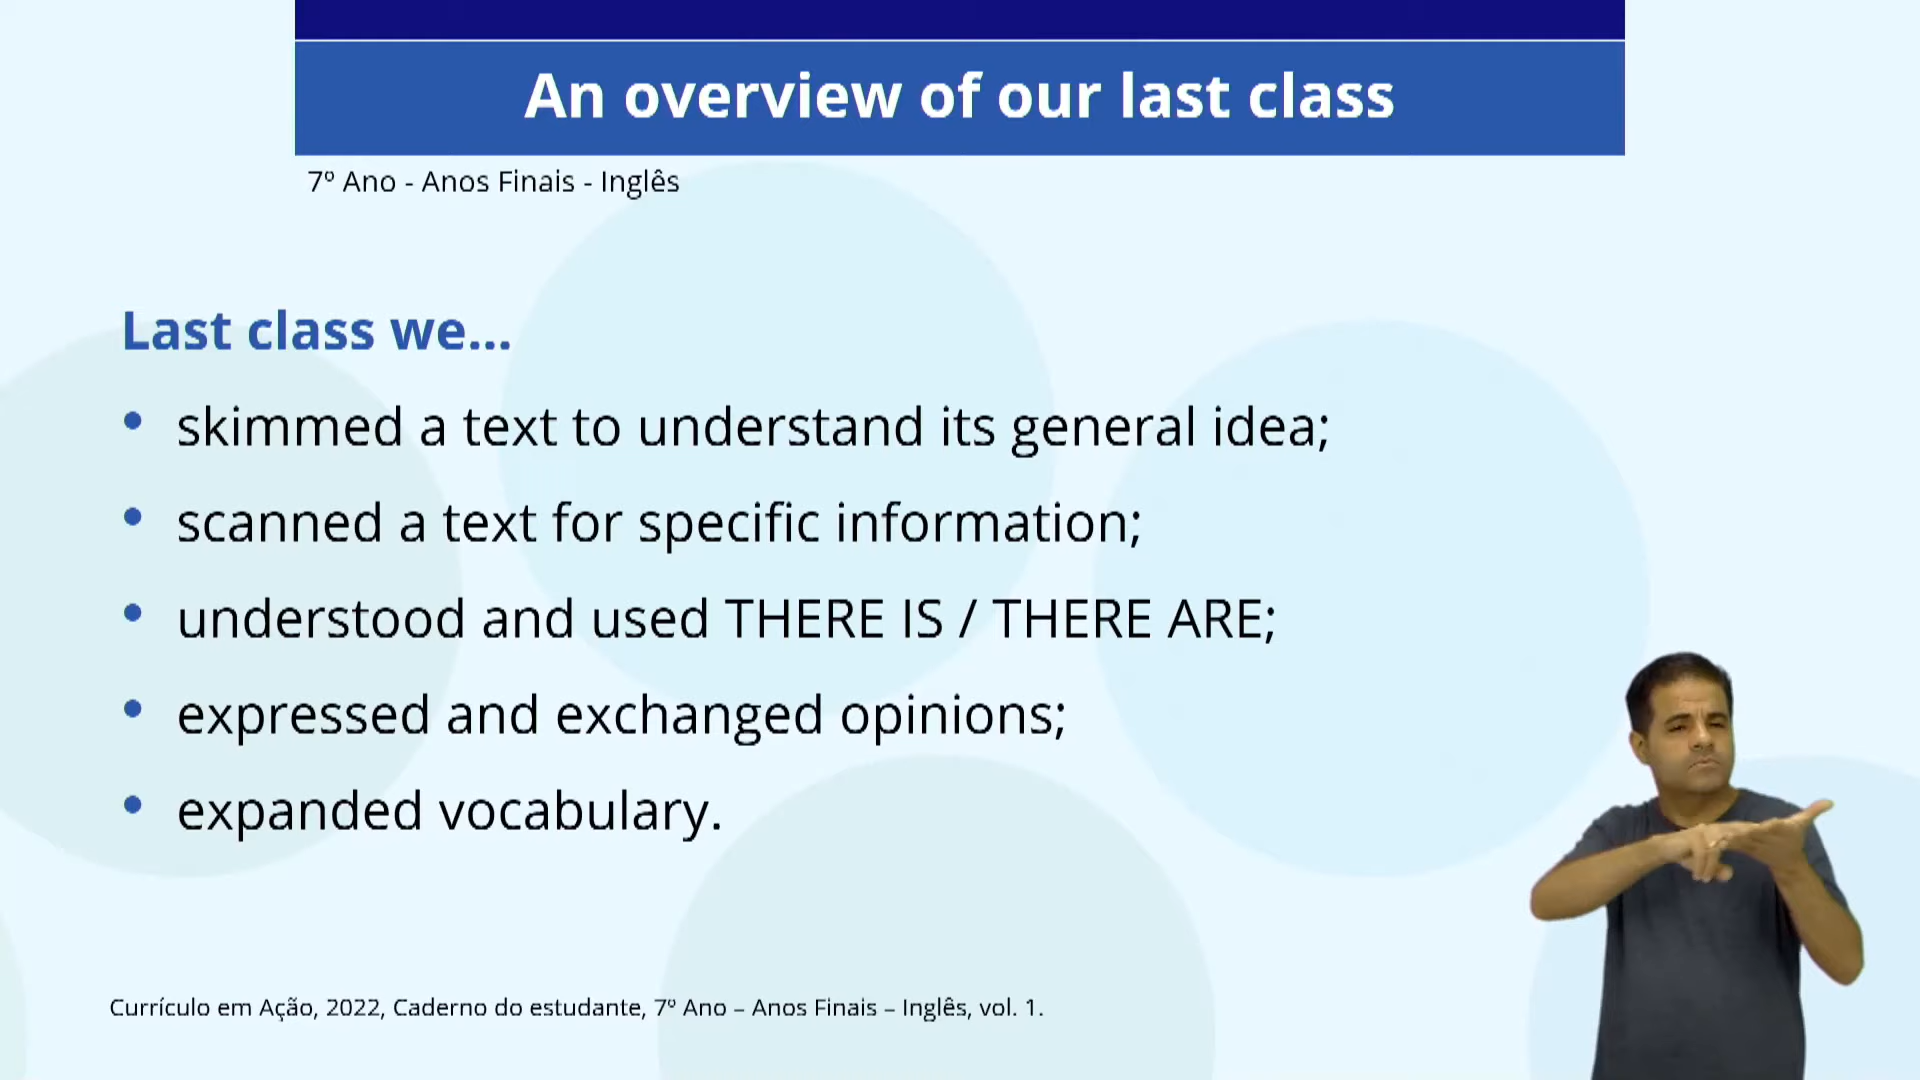 An overview of our last class
7º Ano - Anos Finais - Inglês
Last class we...
• skimmed a text to understand its general idea;
• scanned a text for specific information;
• understood and used THERE IS / THERE ARE;
• expressed and exchanged opinions;
• expanded vocabulary.
Currículo em Ação, 2022, Caderno do estudante, 7º Ano – Anos Finais – Inglês, vol. 1.